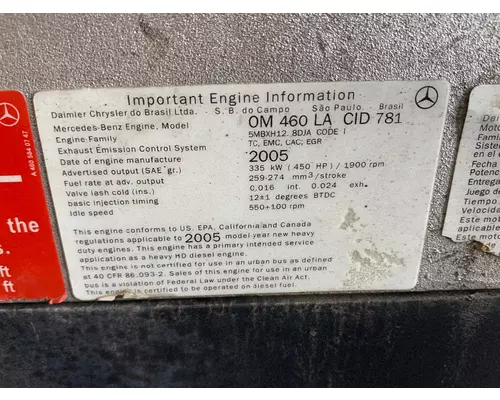 Important Engine Information
Daimler Chrysler do Brasil Ltda. S. B. do Campo São Paulo, Brasil
Mercedes-Benz Engine, Model OM 460 LA CID 781
Engine Family 5MBXH12.8DJA CODE I
Exhaust Emission Control System TC, EMC, CAC, EGR
Date of engine manufacture 2005
Advertised output (SAE gr.) 335 kW (450 HP) / 1900 rpm
Fuel rate at adv. output 259-274 mm3/stroke
Valve lash cold (ins.) 0,016 int. 0.024 exh.
basic injection timing 12±1 degrees BTDC
Idle speed 550+100 rpm
This engine conforms to U.S. EPA, California and Canada
regulations applicable to 2005 model year new heavy
duty engines. This engine has a primary intended service
application as a heavy HD diesel engine.
This engine is not certified for use in an urban bus as defined
at 40 CFR 86.093-2. Sales of this engine for use in an urban
bus is a violation of Federal Law under the Clean Air Act.
This engine is certified to operate on diesel fuel.
A 460 584 07 47
the
s.
ft
ft